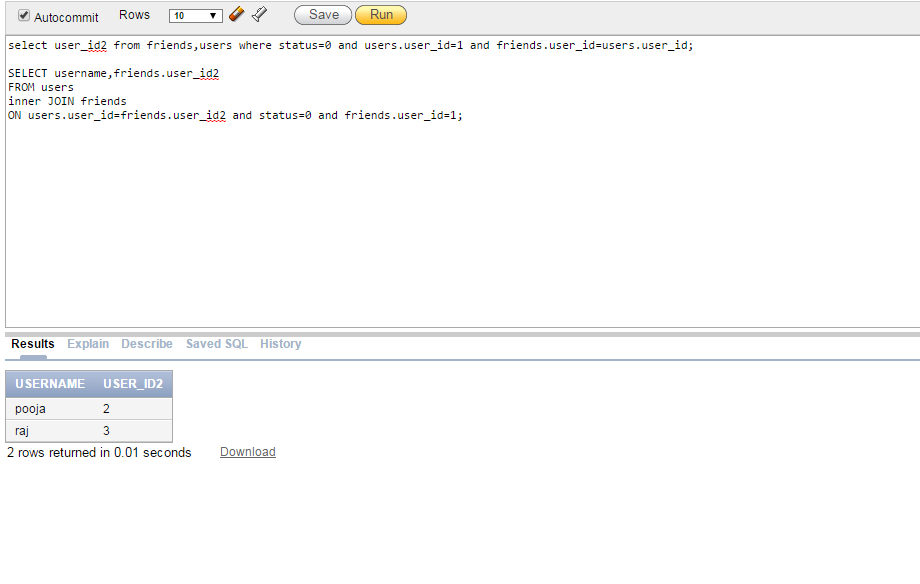 Autocommit Rows 10 Save Run
select user_id2 from friends,users where status=0 and users.user_id=1 and friends.user_id=users.user_id;
SELECT username,friends.user_id2
FROM users
inner JOIN friends
ON users.user_id=friends.user_id2 and status=0 and friends.user_id=1;
Results Explain Describe Saved SQL History
USERNAME USER_ID2
pooja 2
raj 3
2 rows returned in 0.01 seconds Download